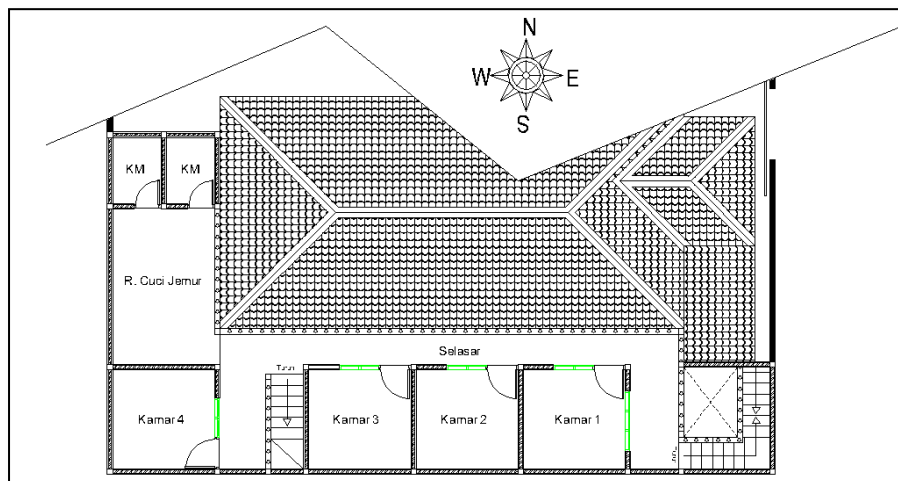 N
W E
S
KM KM
R. Cuci Jemur
Selasar
Turun
Kamar 4
Kamar 3
Kamar 2
Kamar 1